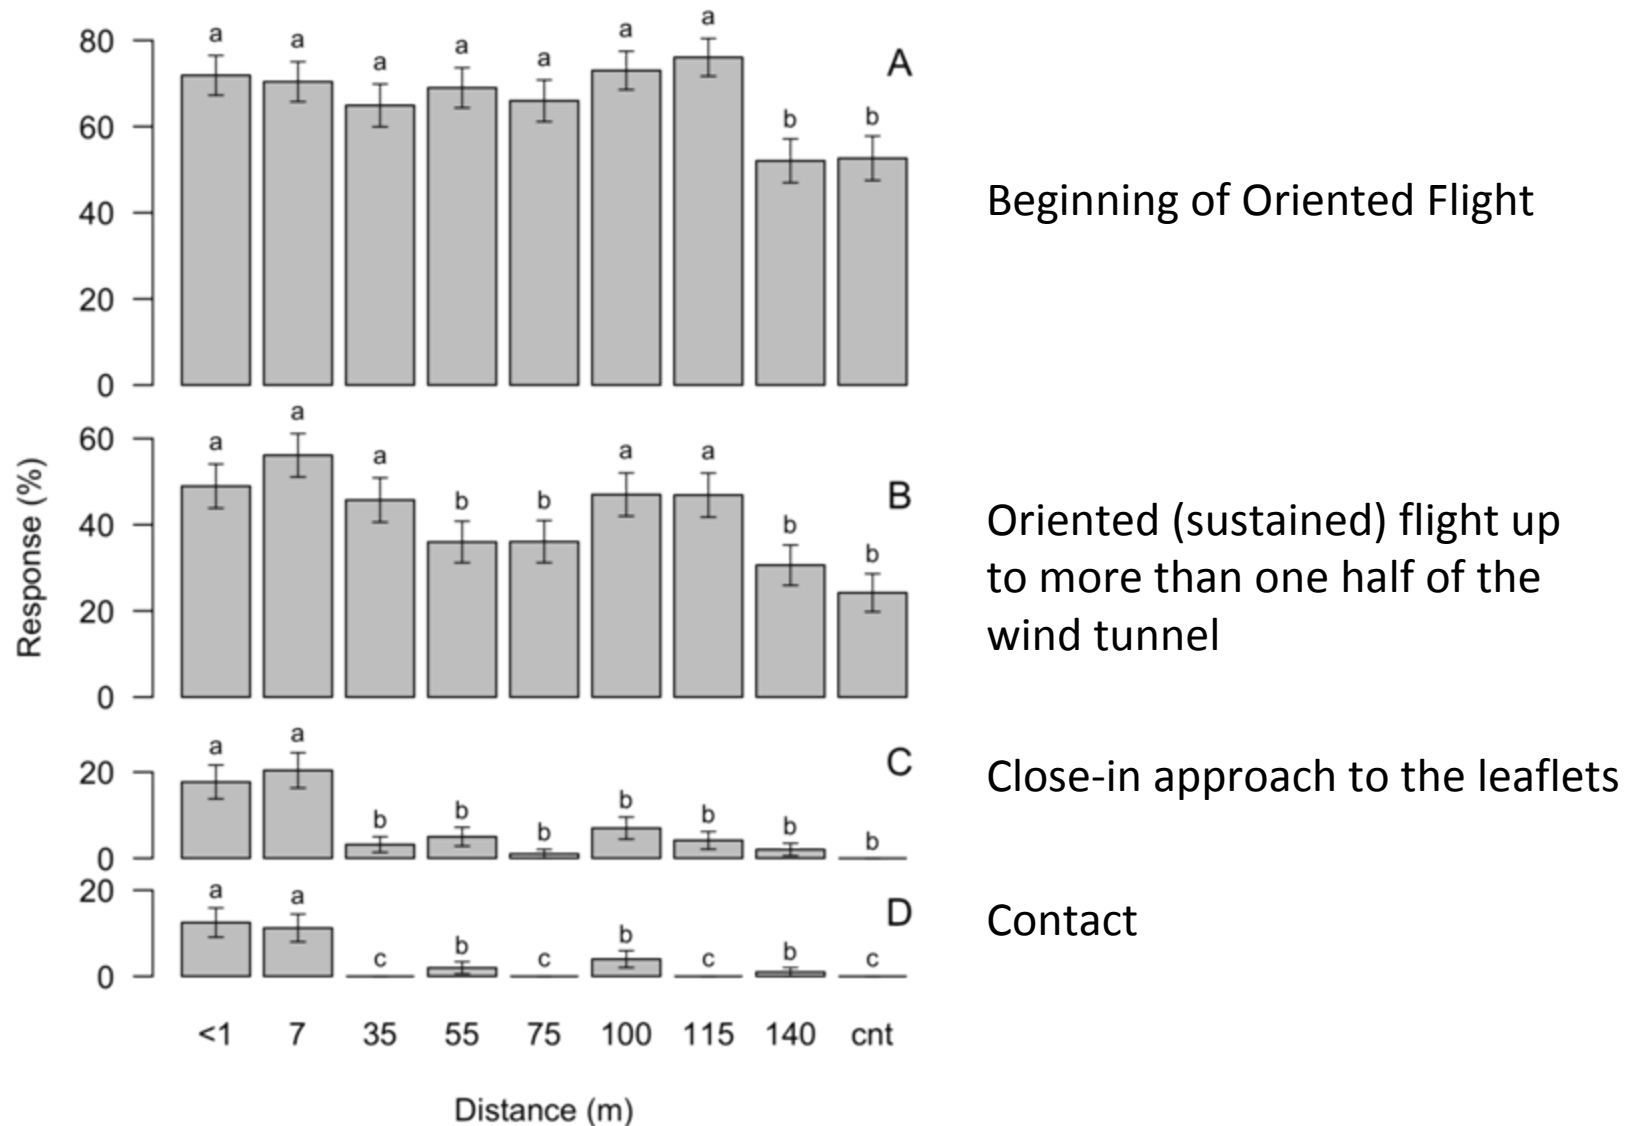 a a a a a a a b b
80
60
40
20
0
A
Beginning of Oriented Flight
a a a b b a a b b
60
40
20
0
B
Oriented (sustained) flight up
to more than one half of the
wind tunnel
Response (%)
a a b b b b b b b
20
0
C
Close-in approach to the leaflets
a a c b c b c b c
20
0
D
Contact
<1 7 35 55 75 100 115 140 cnt
Distance (m)